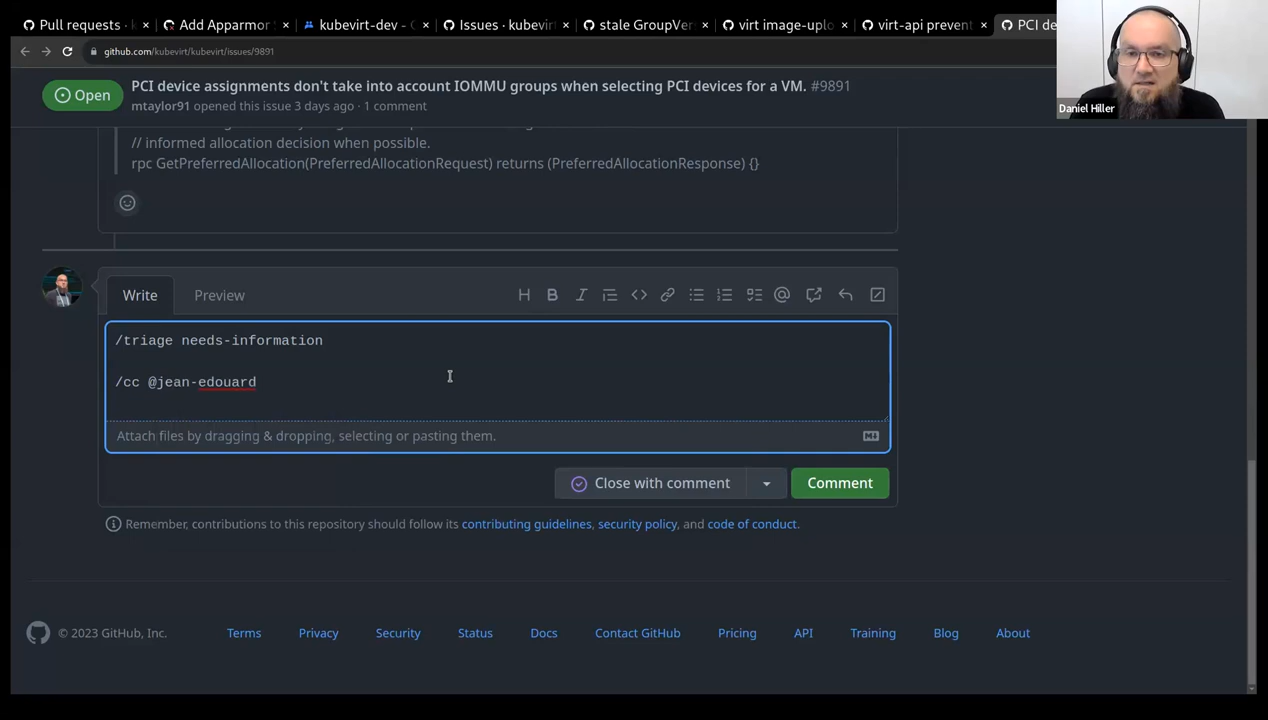 Pull requests · k
Add Apparmor S
kubevirt-dev - G
Issues · kubevirt
stale GroupVers
virt image-uplo
virt-api prevent
PCI de
github.com/kubevirt/kubevirt/issues/9891
Open
PCI device assignments don't take into account IOMMU groups when selecting PCI devices for a VM. #9891
mtaylor91 opened this issue 3 days ago · 1 comment
Daniel Hiller
// informed allocation decision when possible.
rpc GetPreferredAllocation(PreferredAllocationRequest) returns (PreferredAllocationResponse) {}
Write
Preview
/triage needs-information
/cc @jean-edouard
Attach files by dragging & dropping, selecting or pasting them.
Close with comment
Comment
Remember, contributions to this repository should follow its contributing guidelines, security policy, and code of conduct.
© 2023 GitHub, Inc.
Terms
Privacy
Security
Status
Docs
Contact GitHub
Pricing
API
Training
Blog
About